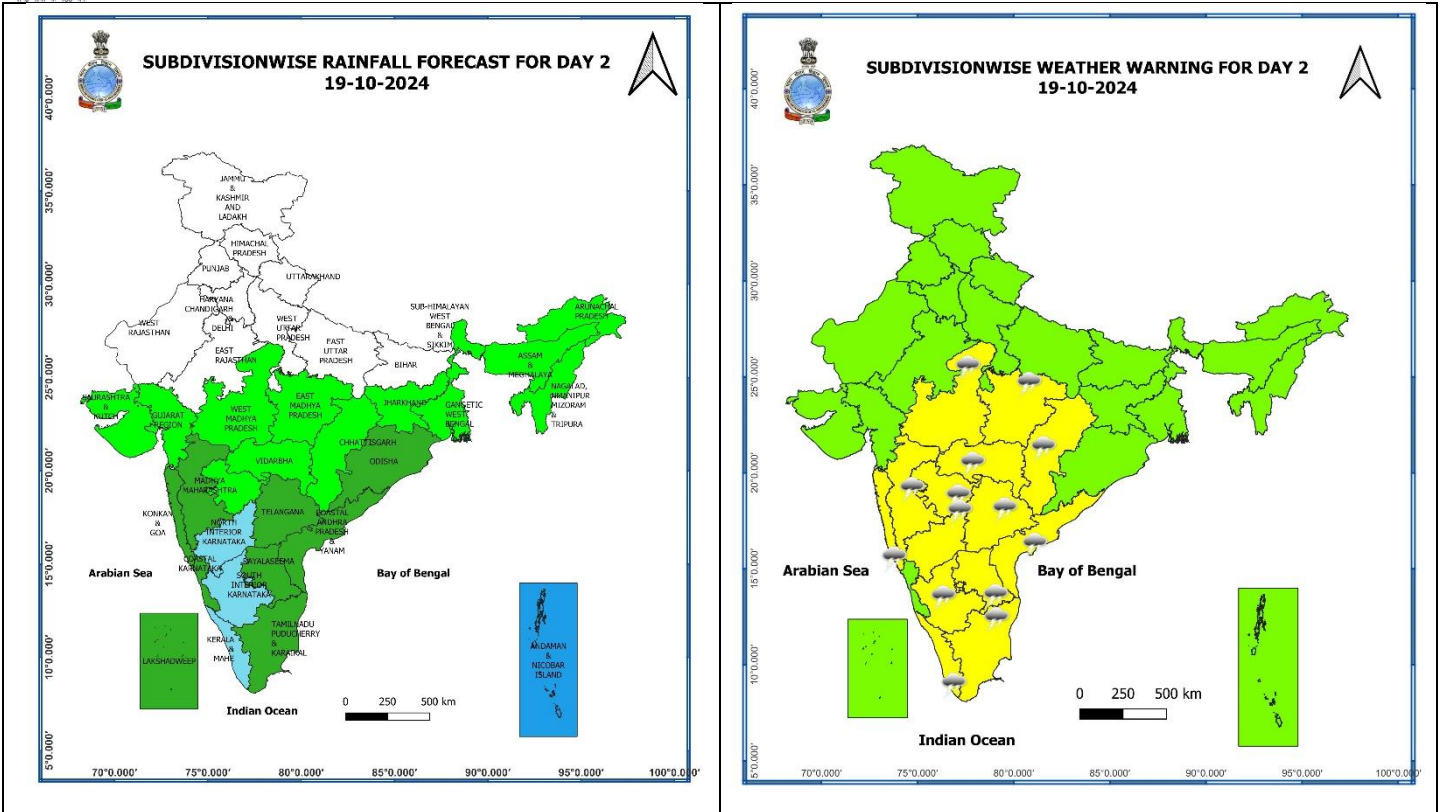 SUBDIVISIONWISE RAINFALL FORECAST FOR DAY 2
19-10-2024
40°0.000'
35°0.000'
30°0.000'
25°0.000'
20°0.000'
15°0.000'
10°0.000'
5°0.000'
JAMMU
&
KASHMIR
AND
LADAKH
HIMACHAL
PRADESH
PUNJAB
UTTARAKHAND
HARYANA
CHANDIGARH
&
DELHI
WEST
RAJASTHAN
EAST
RAJASTHAN
WEST
UTTAR
PRADESH
EAST
UTTAR
PRADESH
SUB-HIMALAYAN
WEST
BENGAL
&
SIKKIM
BIHAR
ARUNACHAL
PRADESH
ASSAM
&
MEGHALAYA
MIZORAM
&
TRIPURA
SAURASHTRA
&
KUTCH
GUJARAT
REGION
WEST
MADHYA
PRADESH
EAST
MADHYA
PRADESH
JHARKHAND
GANGETIC
WEST
BENGAL
CHHATTISGARH
ODISHA
VIDARBHA
MADHYA
MAHARASHTRA
KONKAN
&
GOA
TELANGANA
COASTAL
ANDHRA
PRADESH
&
YANAM
NORTH
INTERIOR
KARNATAKA
COASTAL
KARNATAKA
RAYALASEEMA
SOUTH
INTERIOR
KARNATAKA
TAMILNADU
PUDUCHERRY
&
KARAIKAL
KERALA
&
MAHE
LAKSHADWEEP
ANDAMAN
&
NICOBAR
ISLAND
Arabian Sea
Bay of Bengal
Indian Ocean
0 250 500 km
70°0.000' 75°0.000' 80°0.000' 85°0.000' 90°0.000' 95°0.000' 100°0.000'
SUBDIVISIONWISE WEATHER WARNING FOR DAY 2
19-10-2024
40°0.000'
35°0.000'
30°0.000'
25°0.000'
20°0.000'
15°0.000'
10°0.000'
5°0.000'
Arabian Sea
Bay of Bengal
Indian Ocean
0 250 500 km
70°0.000' 75°0.000' 80°0.000' 85°0.000' 90°0.000' 95°0.000' 100°0.000'